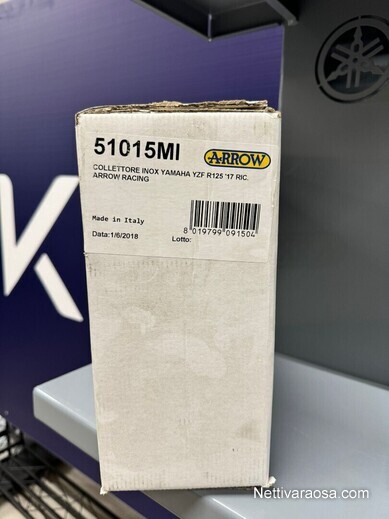 51015MI
ARROW
COLLETTORE INOX YAMAHA YZF R125 '17 RIC.
ARROW RACING
Made in Italy
Data:1/6/2018
Lotto:
8 019799 091504
K
Nettivaraosa.com